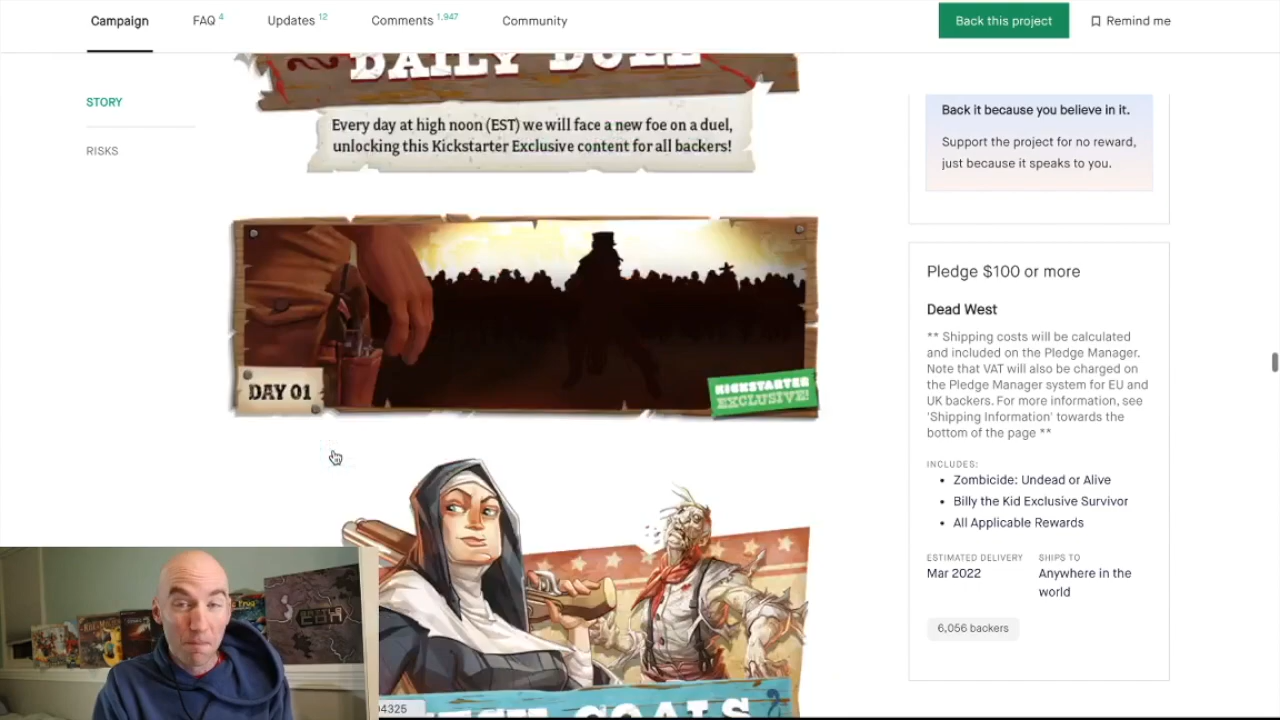 Campaign FAQ 4 Updates 12 Comments 1,947 Community Back this project Remind me
STORY
RISKS
DAILY DUEL
Every day at high noon (EST) we will face a new foe on a duel,
unlocking this Kickstarter Exclusive content for all backers!
DAY 01
KICKSTARTER
EXCLUSIVE!
GOALS
04325
Back it because you believe in it.
Support the project for no reward,
just because it speaks to you.
Pledge $100 or more
Dead West
** Shipping costs will be calculated
and included on the Pledge Manager.
Note that VAT will also be charged on
the Pledge Manager system for EU and
UK backers. For more information, see
'Shipping Information' towards the
bottom of the page **
INCLUDES:
• Zombicide: Undead or Alive
• Billy the Kid Exclusive Survivor
• All Applicable Rewards
ESTIMATED DELIVERY
Mar 2022
SHIPS TO
Anywhere in the
world
6,056 backers